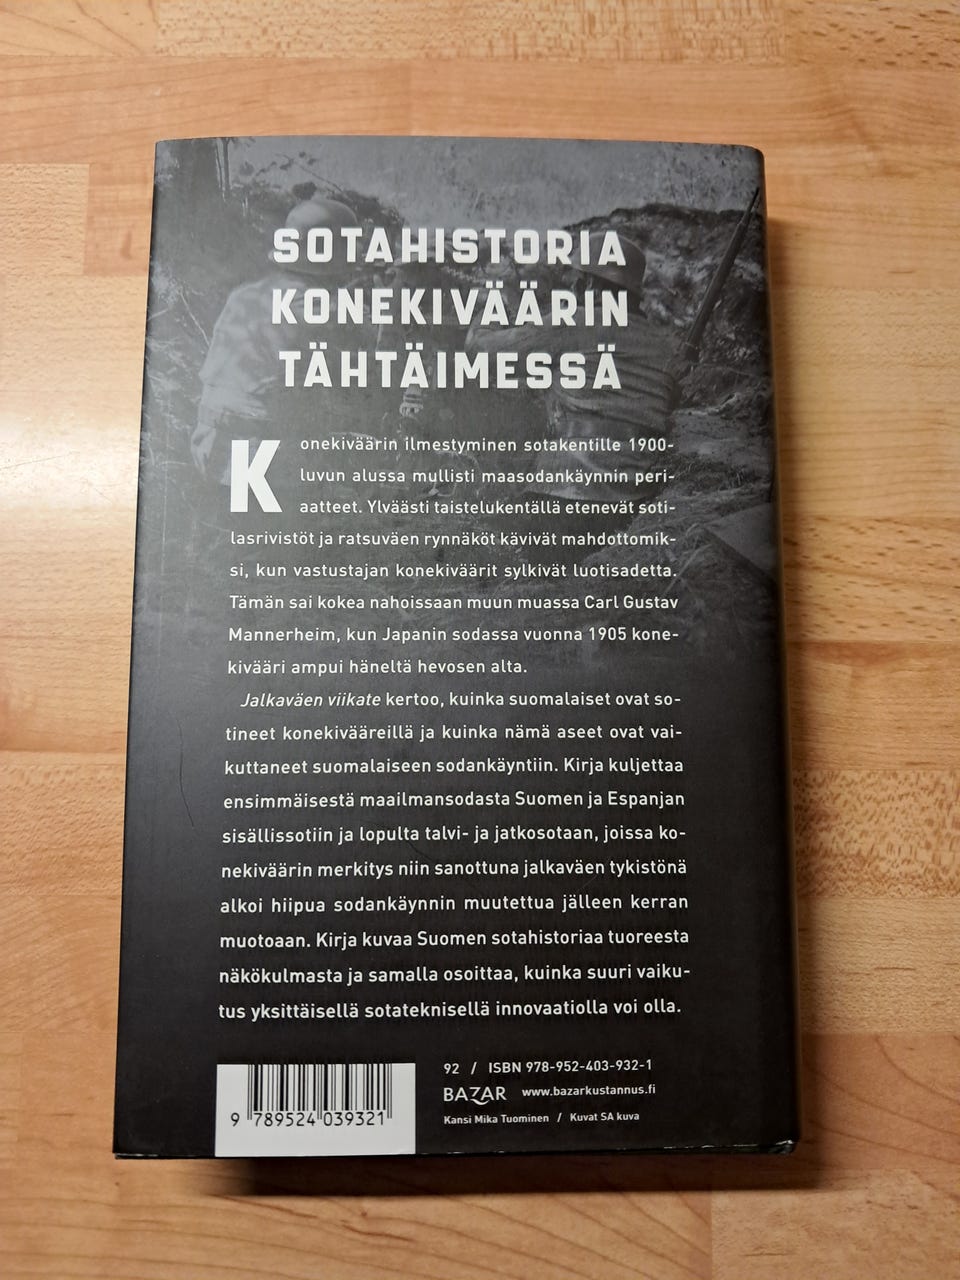 SOTAHISTORIA
KONEKIVÄÄRIN
TÄHTÄIMESSÄ
Konekiväärin ilmestyminen sotakentille 1900-
luvun alussa mullisti maasodankäynnin peri-
aatteet. Ylväästi taistelukentällä etenevät soti-
lasrivistöt ja ratsuväen rynnäköt kävivät mahdottomik-
si, kun vastustajan konekiväärit sylkivät luotisadetta.
Tämän sai kokea nahoissaan muun muassa Carl Gustav
Mannerheim, kun Japanin sodassa vuonna 1905 kone-
kivääri ampui häneltä hevosen alta.
Jalkaväen viikate kertoo, kuinka suomalaiset ovat so-
tineet konekivääreillä ja kuinka nämä aseet ovat vai-
kuttaneet suomalaiseen sodankäyntiin. Kirja kuljettaa
ensimmäisestä maailmansodasta Suomen ja Espanjan
sisällissotiin ja lopulta talvi- ja jatkosotaan, joissa ko-
nekiväärin merkitys niin sanottuna jalkaväen tykistönä
alkoi hiipua sodankäynnin muutettua jälleen kerran
muotoaan. Kirja kuvaa Suomen sotahistoriaa tuoreesta
näkökulmasta ja samalla osoittaa, kuinka suuri vaiku-
tus yksittäisellä sotateknisellä innovaatiolla voi olla.
92 / ISBN 978-952-403-932-1
BAZAR www.bazarkustannus.fi
Kansi Mika Tuominen / Kuvat SA kuva
9 789524 039321